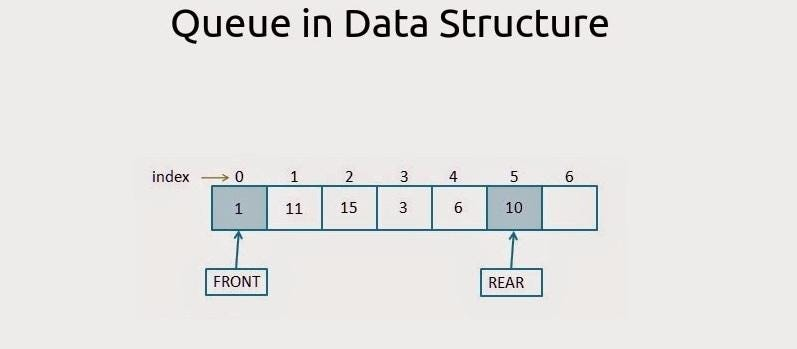 Queue in Data Structure
index 0 1 2 3 4 5 6
1 11 15 3 6 10
FRONT REAR